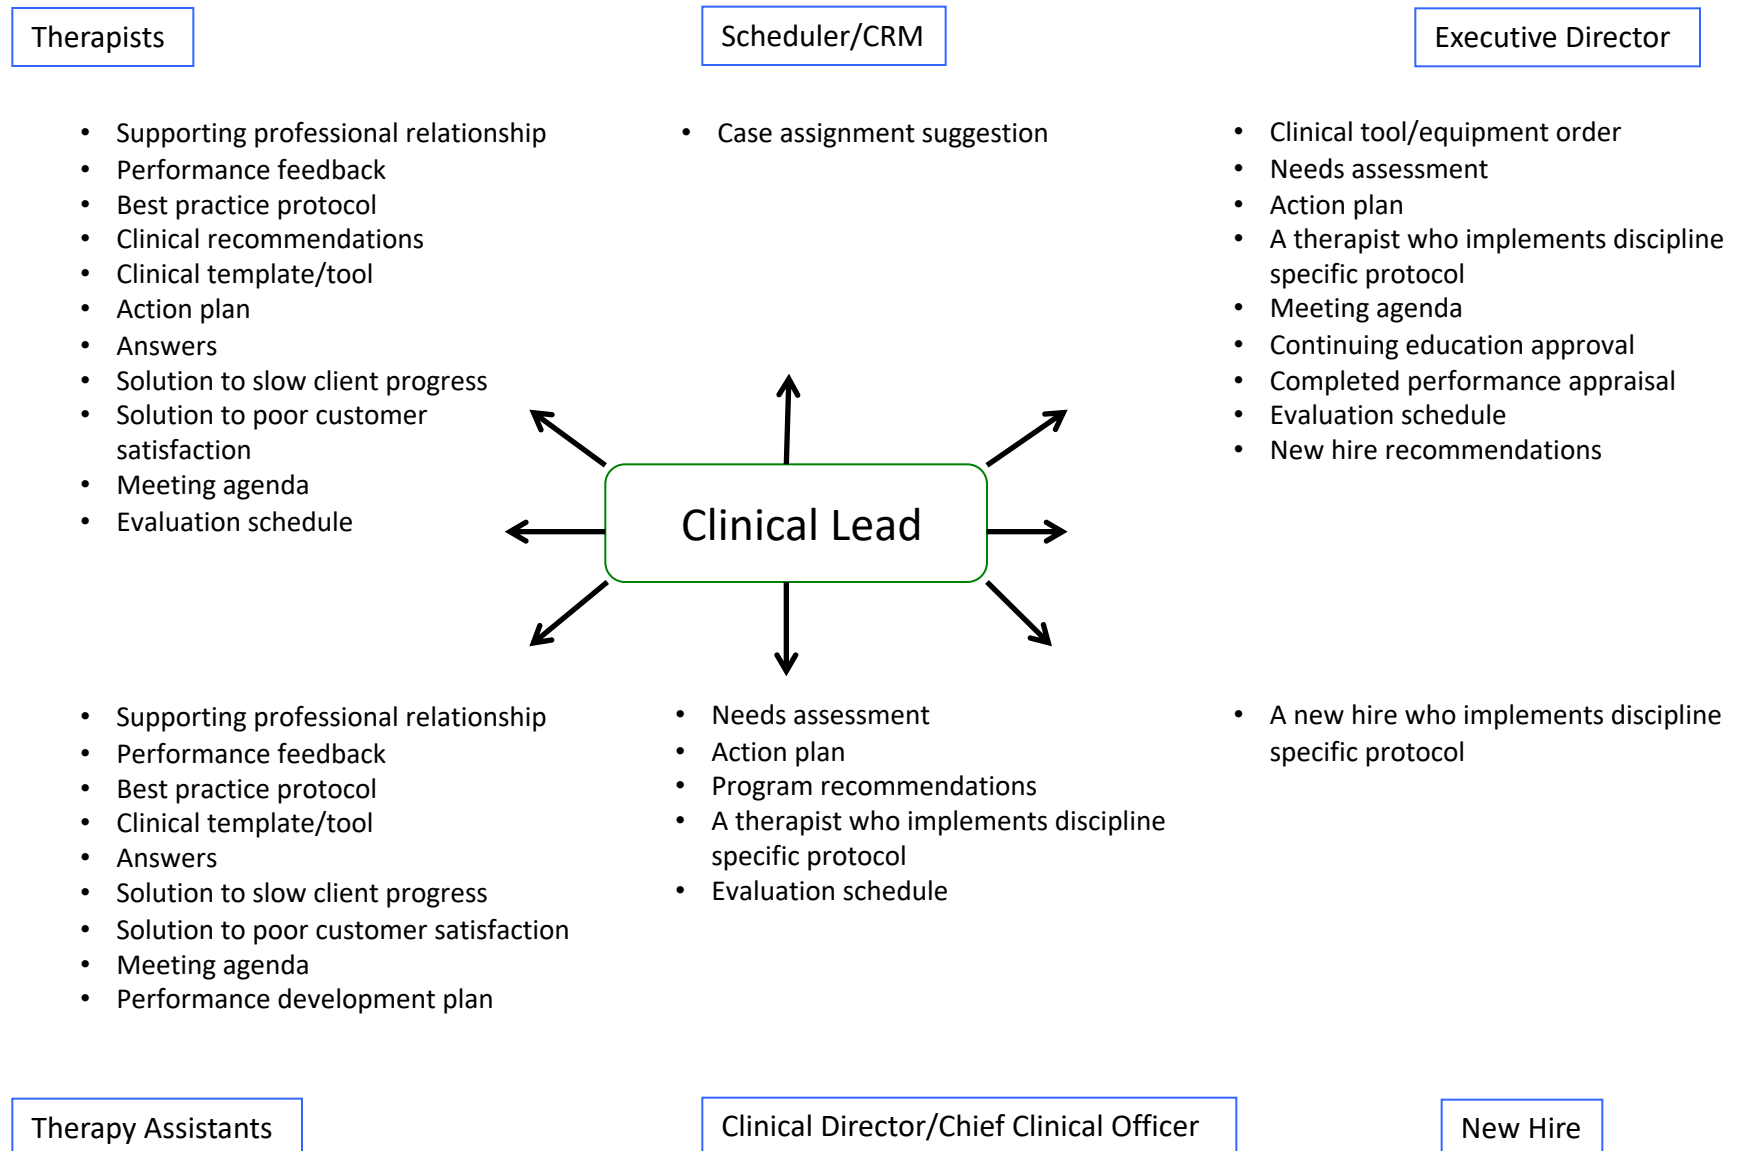 Therapists
Scheduler/CRM
Executive Director
• Supporting professional relationship
• Performance feedback
• Best practice protocol
• Clinical recommendations
• Clinical template/tool
• Action plan
• Answers
• Solution to slow client progress
• Solution to poor customer
satisfaction
• Meeting agenda
• Evaluation schedule
• Case assignment suggestion
• Clinical tool/equipment order
• Needs assessment
• Action plan
• A therapist who implements discipline
specific protocol
• Meeting agenda
• Continuing education approval
• Completed performance appraisal
• Evaluation schedule
• New hire recommendations
Clinical Lead
• Supporting professional relationship
• Performance feedback
• Best practice protocol
• Clinical template/tool
• Answers
• Solution to slow client progress
• Solution to poor customer satisfaction
• Meeting agenda
• Performance development plan
• Needs assessment
• Action plan
• Program recommendations
• A therapist who implements discipline
specific protocol
• Evaluation schedule
• A new hire who implements discipline
specific protocol
Therapy Assistants
Clinical Director/Chief Clinical Officer
New Hire